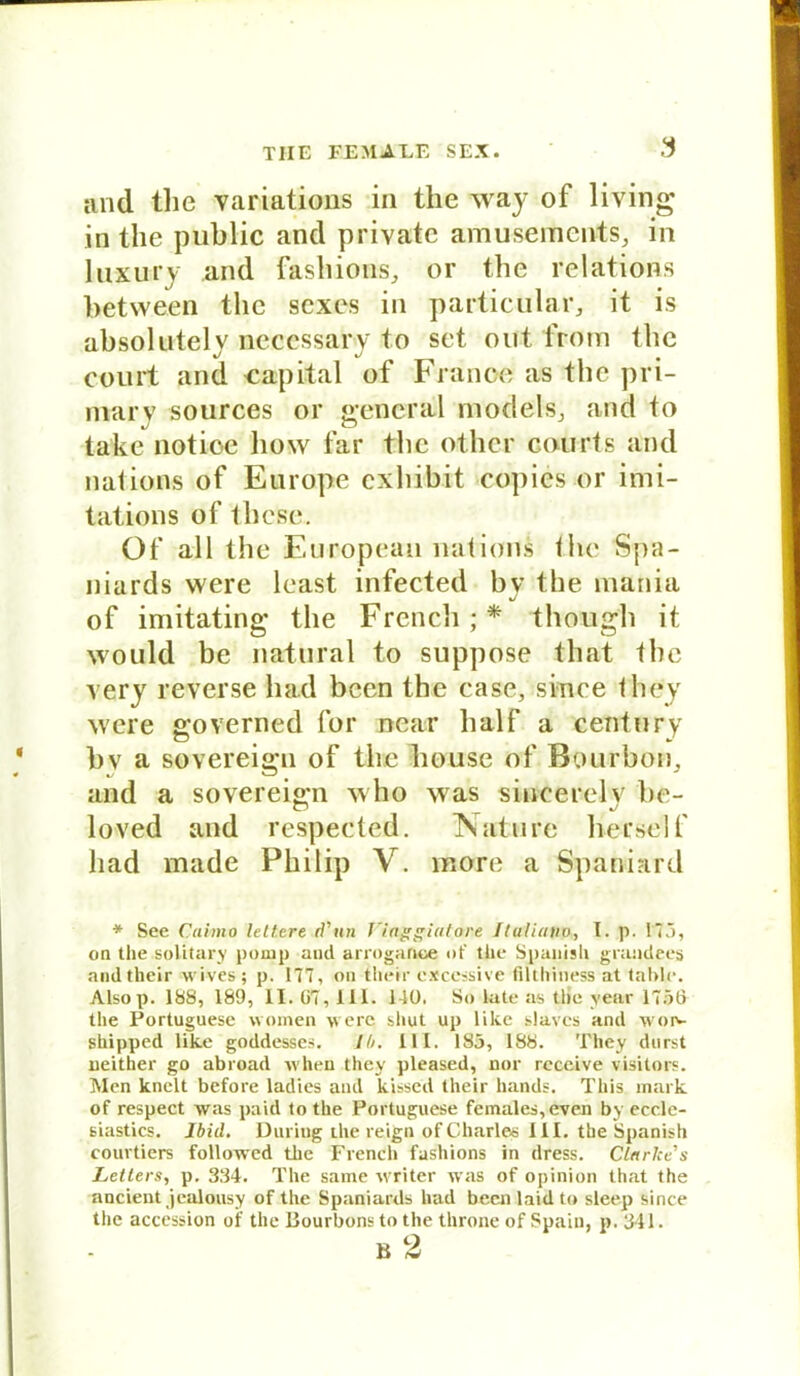 THE FEMALE SEX. 3
and the variations in the way of living
in the public and private amusements, in
luxury and fashions, or the relations
between the sexes in particular, it is
absolutely necessary to set out from the
court and capital of France as the pri-
mary sources or general models, and to
take notice how far the other courts and
nations of Europe exhibit copies or imi-
tations of these.
Of all the European nations the Spa-
niards were least infected by the mania
of imitating the French ; * though it
would be natural to suppose that the
very reverse had been the case, since they
were governed for near half a century
by a sovereign of the house of Bourbon,
and a sovereign who was sincerely be-
loved and respected. Nature herself
had made Philip V. more a Spaniard
* See Caimo lettere d'un Viaggiatore Italiano, I. p. 175,
on the solitary pomp and arrogance of the Spanish grandees
and their wives ; p. 177, on their excessive filthiness at table.
Also p. 188, 189, II. 67, III. 140. So late as the year 1756
the Portuguese women were shut up like slaves and wor-
shipped like goddesses. Ib. III. 185, 188. They durst
neither go abroad when they pleased, nor receive visitors.
Men knelt before ladies and kissed their hands. This mark
of respect was paid to the Portuguese females, even by eccle-
siastics. Ibid. During the reign of Charles III. the Spanish
courtiers followed the French fashions in dress. Clarke's
Letters, p. 334. The same writer was of opinion that the
ancient jealousy of the Spaniards had been laid to sleep since
the accession of the Bourbons to the throne of Spain, p. 341.
B 2